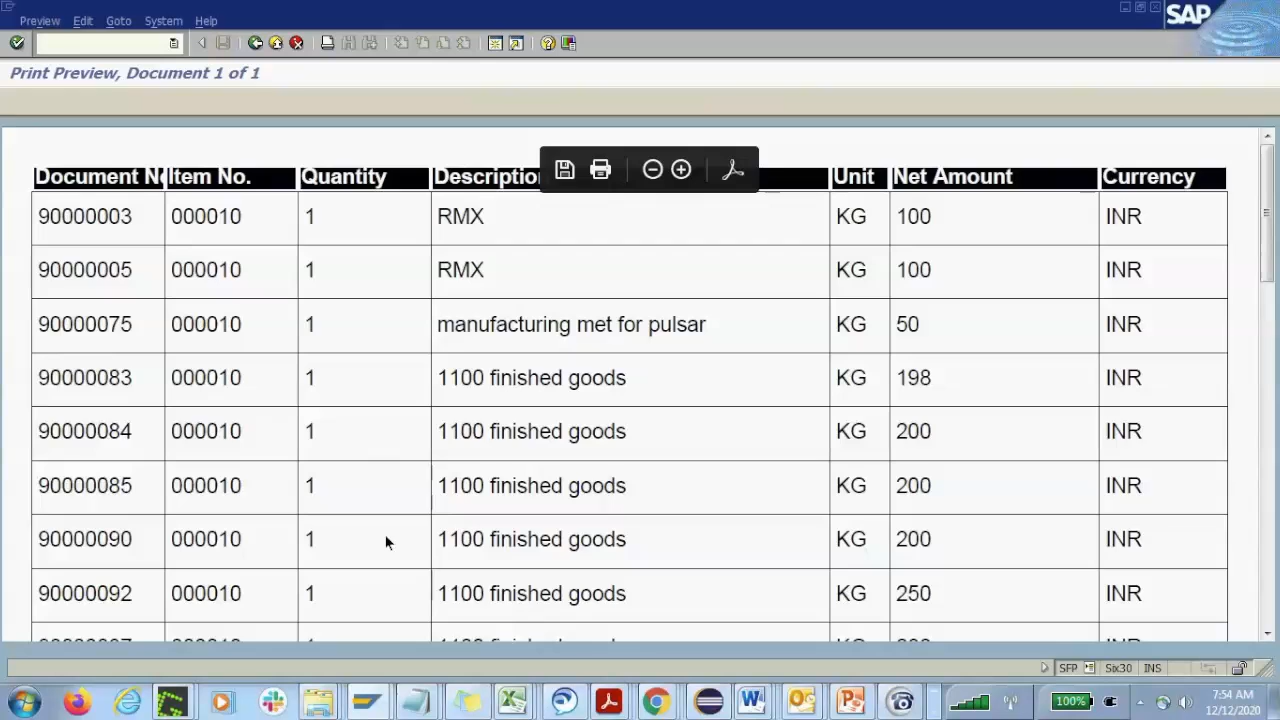 Preview Edit Goto System Help
SAP
Print Preview, Document 1 of 1
Document No Item No. Quantity Description Unit Net Amount Currency
90000003 000010 1 RMX KG 100 INR
90000005 000010 1 RMX KG 100 INR
90000075 000010 1 manufacturing met for pulsar KG 50 INR
90000083 000010 1 1100 finished goods KG 198 INR
90000084 000010 1 1100 finished goods KG 200 INR
90000085 000010 1 1100 finished goods KG 200 INR
90000090 000010 1 1100 finished goods KG 200 INR
90000092 000010 1 1100 finished goods KG 250 INR
SFP Six30 INS
100% 7:54 AM
12/12/2020